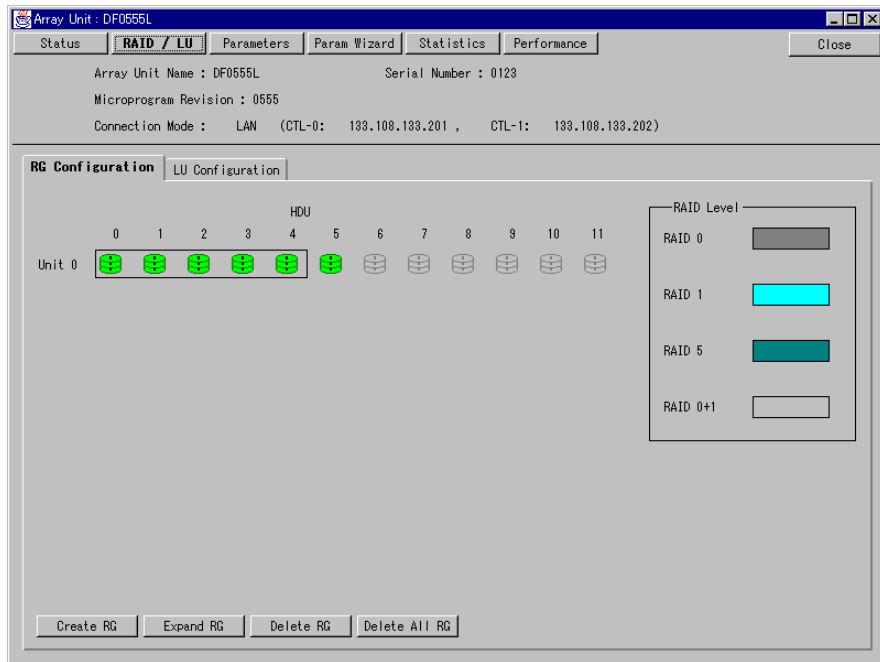 Array Unit : DF0555L
Status RAID / LU Parameters Param Wizard Statistics Performance Close
Array Unit Name : DF0555L Serial Number : 0123
Microprogram Revision : 0555
Connection Mode : LAN (CTL-0: 133.108.133.201 , CTL-1: 133.108.133.202)
RG Configuration LU Configuration
HDU
0 1 2 3 4 5 6 7 8 9 10 11
Unit 0
RAID Level
RAID 0
RAID 1
RAID 5
RAID 0+1
Create RG Expand RG Delete RG Delete All RG